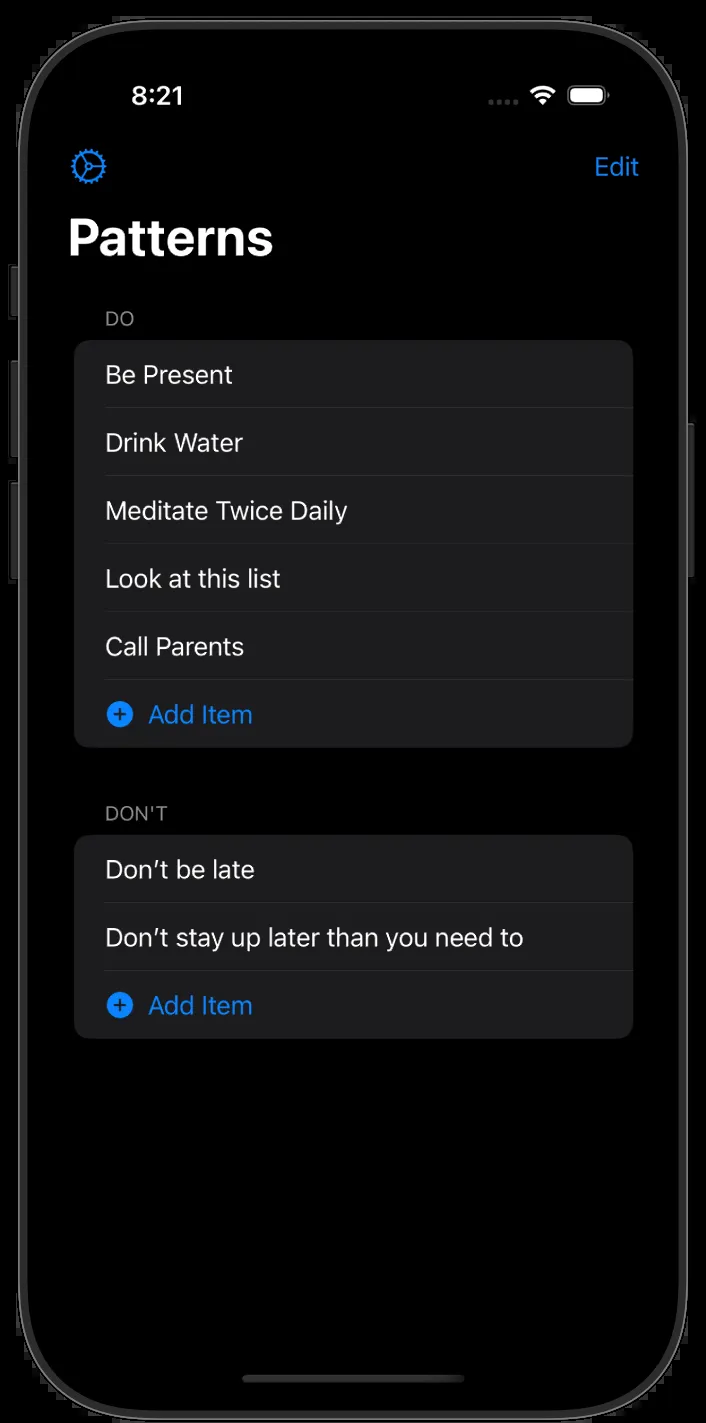 8:21
Edit
Patterns
DO
Be Present
Drink Water
Meditate Twice Daily
Look at this list
Call Parents
Add Item
DON'T
Don’t be late
Don’t stay up later than you need to
Add Item